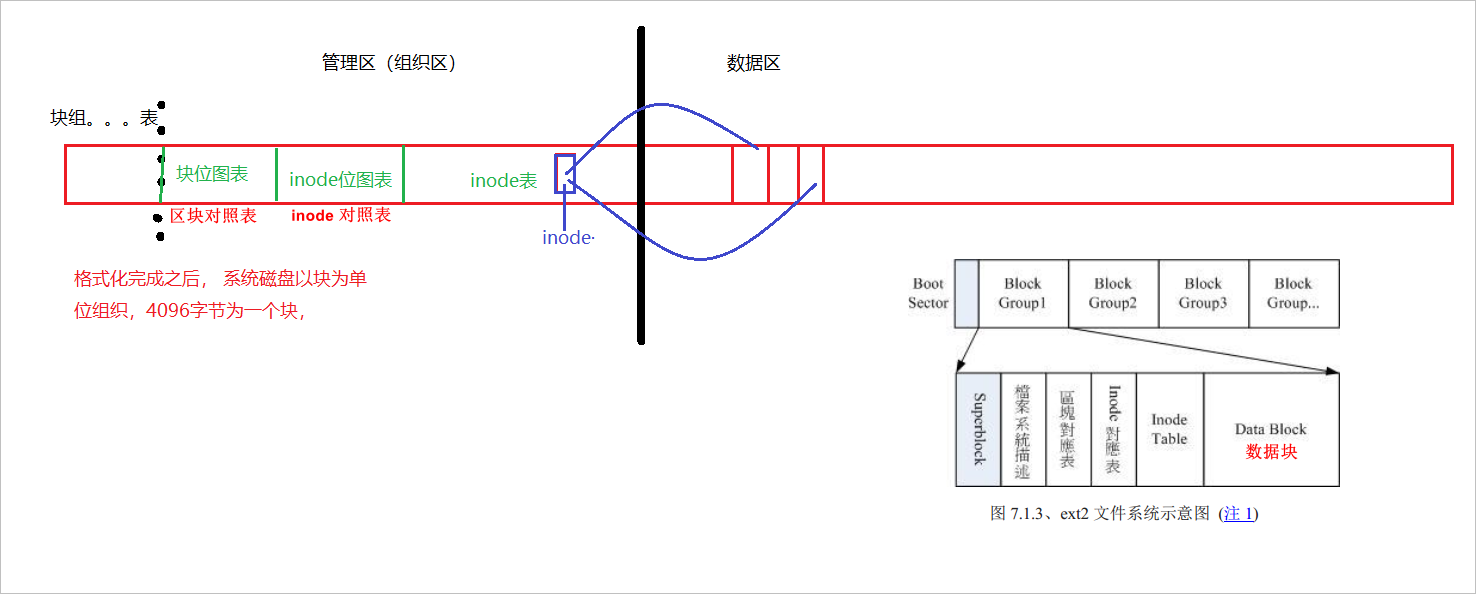 管理区（组织区）
数据区
块组。。。表
块位图表
inode位图表
inode表
区块对照表
inode 对照表
inode·
格式化完成之后， 系统磁盘以块为单
位组织，4096字节为一个块，
Boot
Sector
Block
Group1
Block
Group2
Block
Group3
Block
Group...
Superblock
檔案系統描述
區塊對應表
Inode 對應表
Inode
Table
Data Block
数据块
图 7.1.3、ext2 文件系统示意图 (注 1)